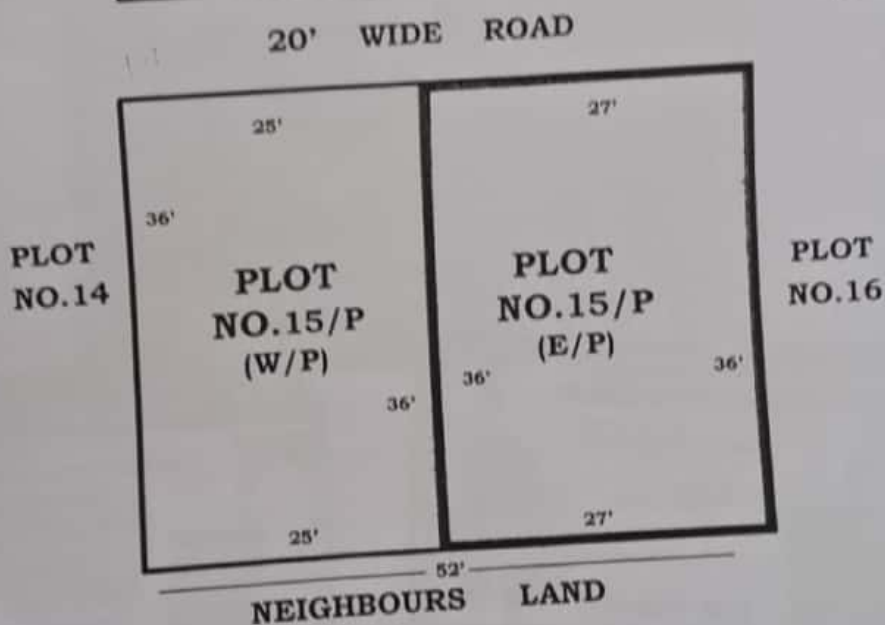 20' WIDE ROAD
25'
27'
36'
PLOT
NO.14
PLOT
NO.15/P
(W/P)
36'
PLOT
NO.15/P
(E/P)
36'
36'
PLOT
NO.16
25'
27'
52'
NEIGHBOURS LAND